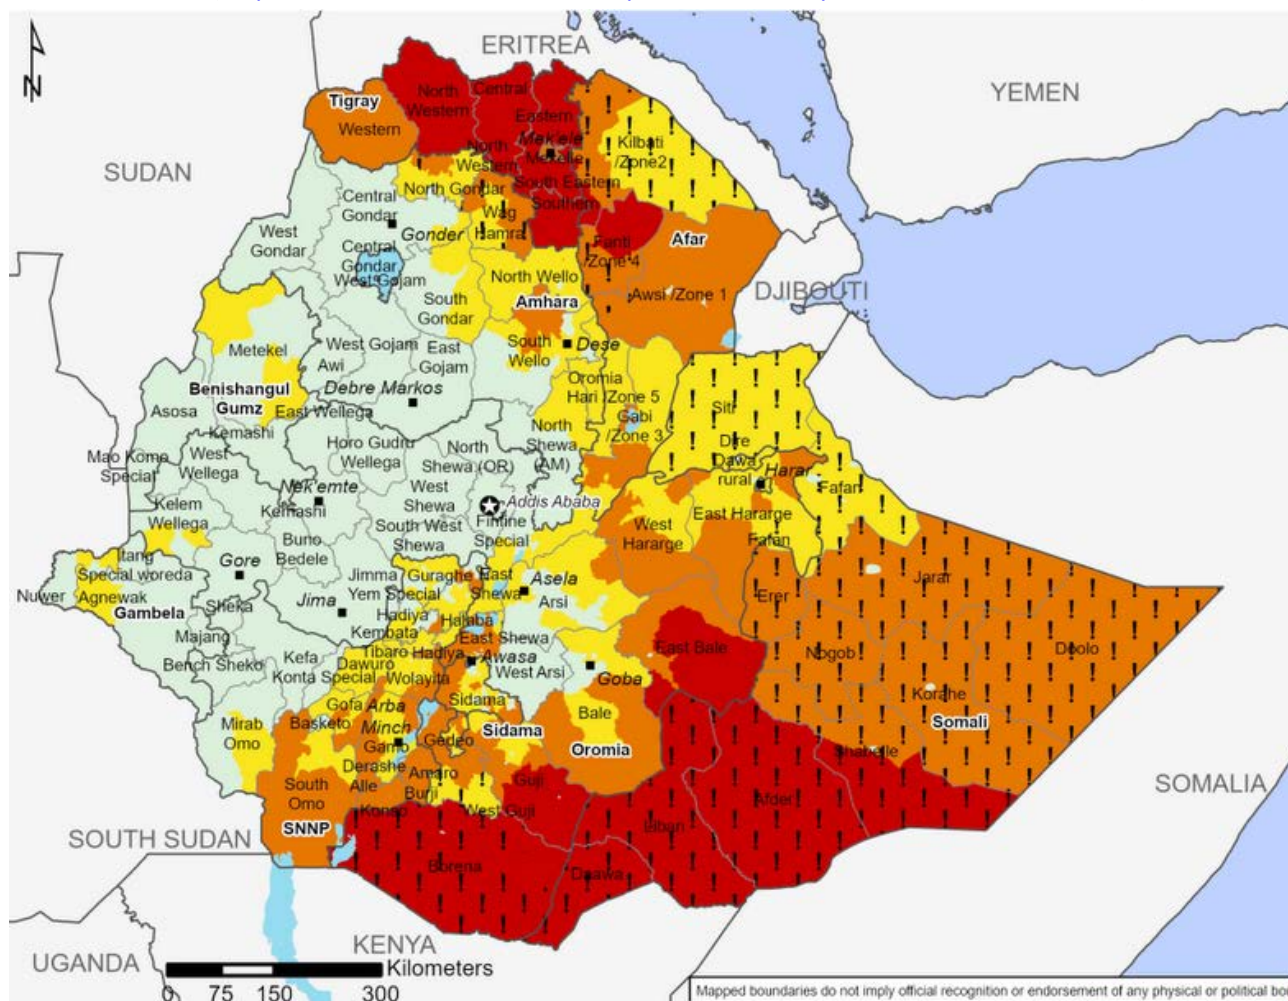 ERITREA
YEMEN
SUDAN
N
North
Western
Central
Tigray
Western
Eastern
Mek'ele
Mekelle
North
Western
South Eastern
Southern
Kilbati
/Zone2
North Gondar
Central
Gondar
Wag
Hamra
Gonder
West
Gondar
Central
Gondar
West Gojam
Fanti
/Zone 4
Afar
North Wello
Awsi /Zone 1
DJIBOUTI
Amhara
South
Gondar
South
Wello
Dese
Metekel
West Gojam
Awi
East
Gojam
Debre Markos
Benishangul
Gumz
East Wellega
Asosa
Kemashi
Oromia
Hari /Zone 5
Gabi
/Zone 3
Siti
Mao Komo
Special
West
Wellega
Horo Gudru
Wellega
North
Shewa (OR)
North
Shewa
(AM)
Dire
Dawa
rural
Harar
Fafan
Nek'emte
Kemashi
West
Shewa
Addis Ababa
Kelem
Wellega
South West
Shewa
Finfine
Special
West
Hararge
East Hararge
Fafan
Buno
Bedele
Itang
Special woreda
Gore
Jimma
Yem Special
Guraghe
East
Shewa
Asela
Arsi
Nuwer
Agnewak
Gambela
Sheka
Jima
Hadiya
Kembata
Halaba
East Shewa
Erer
Jarar
Majang
Bench Sheko
Kefa
Konta Special
Tibaro
Hadiya
Dawuro
Wolayita
Awasa
West Arsi
Goba
East Bale
Nogob
Doolo
Korahe
Somali
Mirab
Omo
Basketo
Gofa
Arba
Minch
Gamo
Sidama
Sidama
Gedeo
Bale
Oromia
Shabelle
Derashe
Alle
Amaro
Burji
South
Omo
Konso
SNNP
Guji
West Guji
Afder
Liban
SOMALIA
SOUTH SUDAN
Borena
Daawa
KENYA
UGANDA
Kilometers
0 75 150 300
Mapped boundaries do not imply official recognition or endorsement of any physical or political